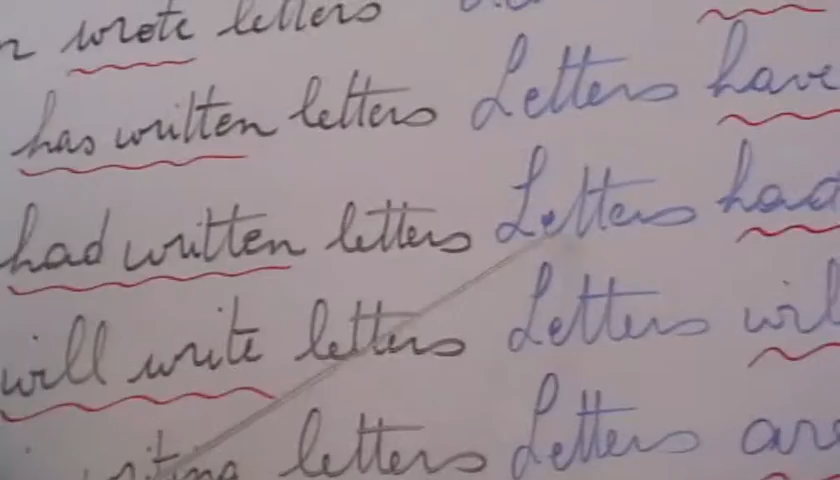 wrote letters
has written letters Letters have
had written letters Letters had
will write letters Letters
letters Letters are